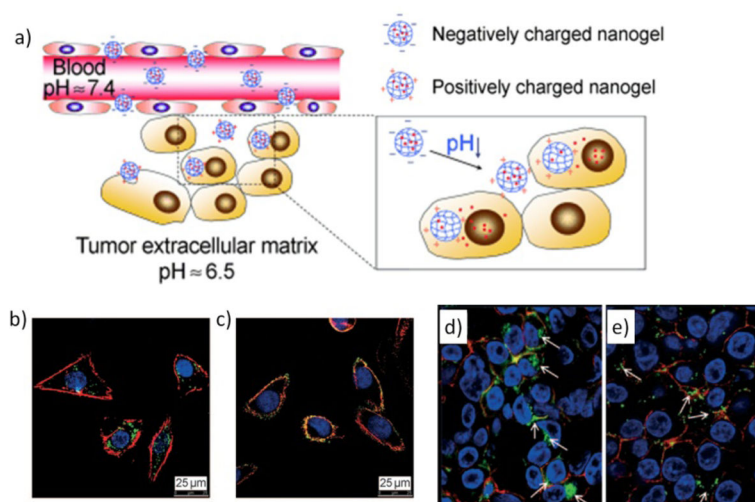 a)
Blood
pH≈7.4
Negatively charged nanogel
Positively charged nanogel
pH↓
Tumor extracellular matrix
pH≈6.5
b)
25 µm
c)
25 µm
d)
e)